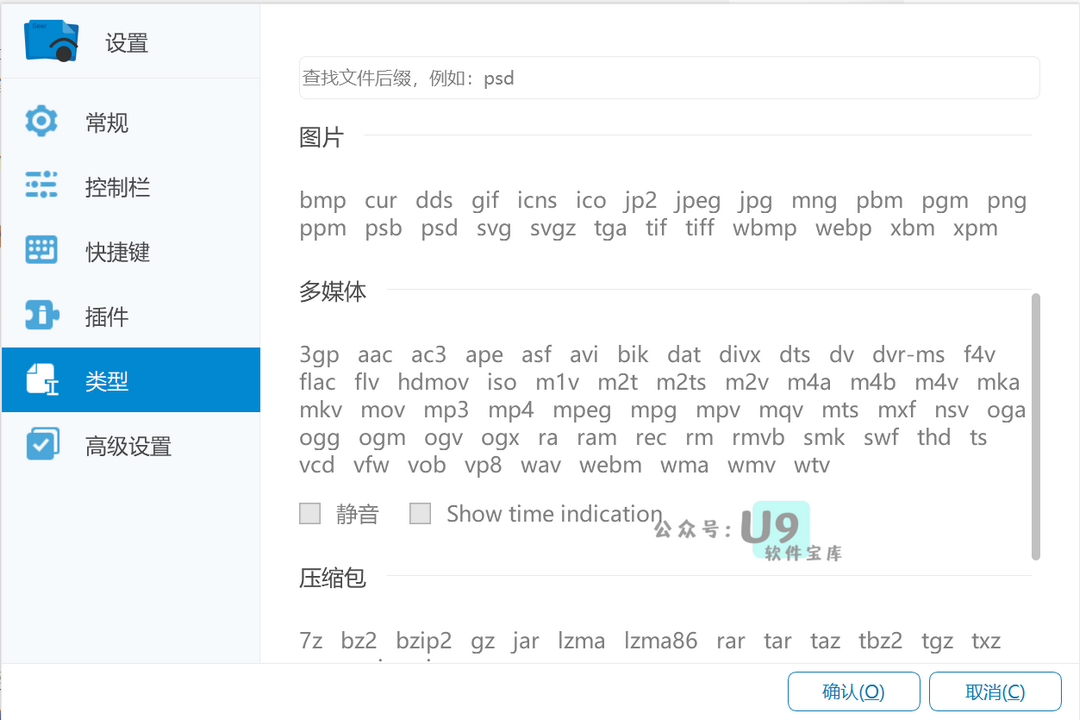 设置
常规
控制栏
快捷键
插件
类型
高级设置
查找文件后缀，例如：psd
图片
bmp cur dds gif icns ico jp2 jpeg jpg mng pbm pgm png
ppm psb psd svg svgz tga tif tiff wbmp webp xbm xpm
多媒体
3gp aac ac3 ape asf avi bik dat divx dts dv dvr-ms f4v
flac flv hdmov iso m1v m2t m2ts m2v m4a m4b m4v mka
mkv mov mp3 mp4 mpeg mpg mpv mqv mts mxf nsv oga
ogg ogm ogv ogx ra ram rec rm rmvb smk swf thd ts
vcd vfw vob vp8 wav webm wma wmv wtv
静音 Show time indication
公众号：U9
软件宝库
压缩包
7z bz2 bzip2 gz jar lzma lzma86 rar tar taz tbz2 tgz txz
确认(O) 取消(C)